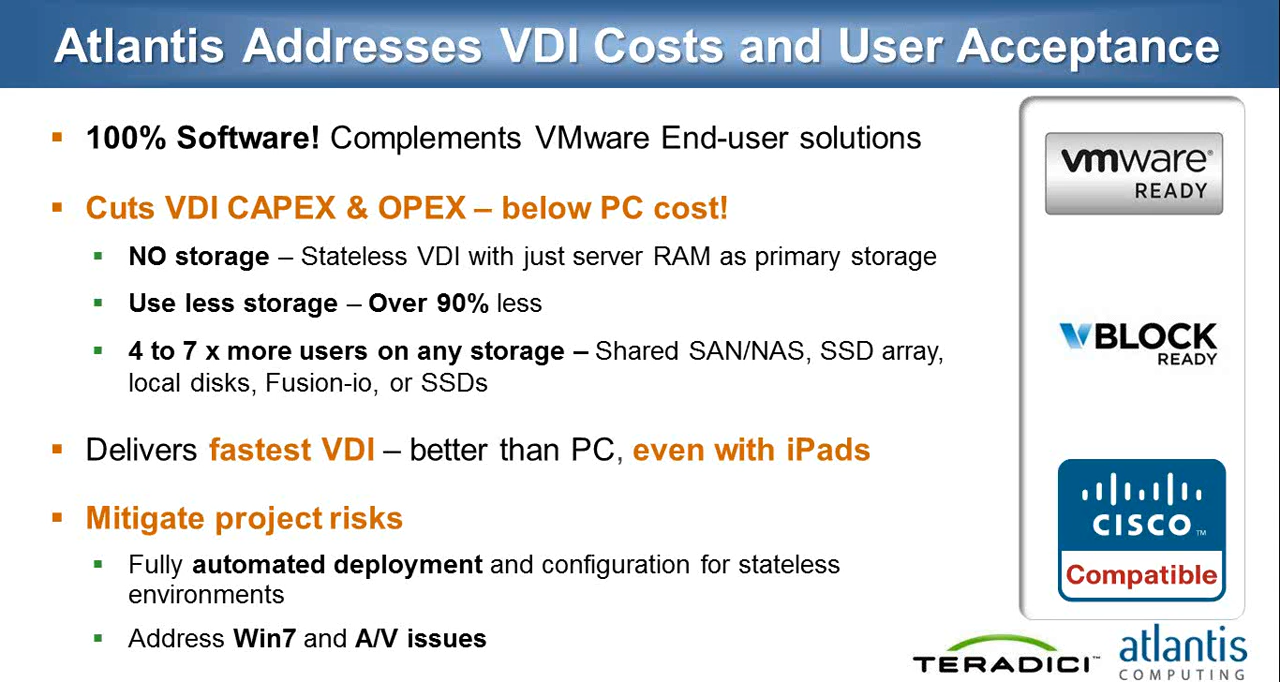 Atlantis Addresses VDI Costs and User Acceptance
▪ 100% Software! Complements VMware End-user solutions
▪ Cuts VDI CAPEX & OPEX – below PC cost!
▪ NO storage – Stateless VDI with just server RAM as primary storage
▪ Use less storage – Over 90% less
▪ 4 to 7 x more users on any storage – Shared SAN/NAS, SSD array,
local disks, Fusion-io, or SSDs
▪ Delivers fastest VDI – better than PC, even with iPads
▪ Mitigate project risks
▪ Fully automated deployment and configuration for stateless
environments
▪ Address Win7 and A/V issues
vmware®
READY
VBLOCK
READY
CISCO™
Compatible
TERADICI™
atlantis
COMPUTING